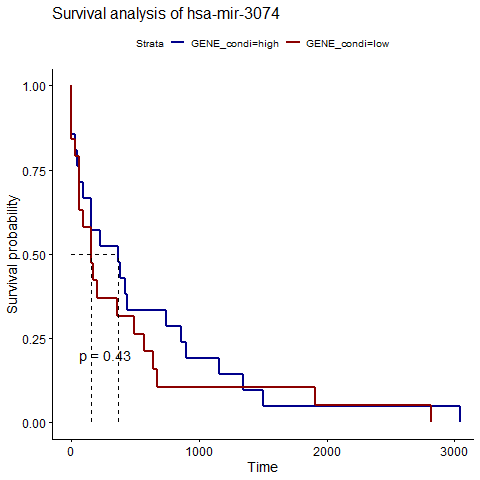 Survival analysis of hsa-mir-3074
Strata GENE_condi=high GENE_condi=low
1.00
0.75
0.50
0.25
0.00
Survival probability
p = 0.43
0 1000 2000 3000
Time